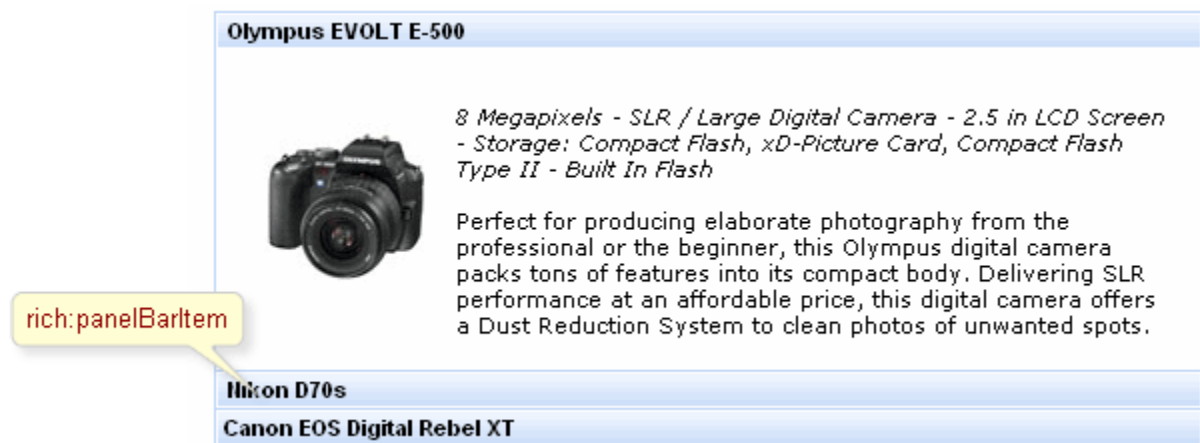 Olympus EVOLT E-500
8 Megapixels - SLR / Large Digital Camera - 2.5 in LCD Screen
- Storage: Compact Flash, xD-Picture Card, Compact Flash
Type II - Built In Flash
OLYMPUS
Perfect for producing elaborate photography from the
professional or the beginner, this Olympus digital camera
packs tons of features into its compact body. Delivering SLR
performance at an affordable price, this digital camera offers
a Dust Reduction System to clean photos of unwanted spots.
rich:panelBarItem
Nikon D70s
Canon EOS Digital Rebel XT